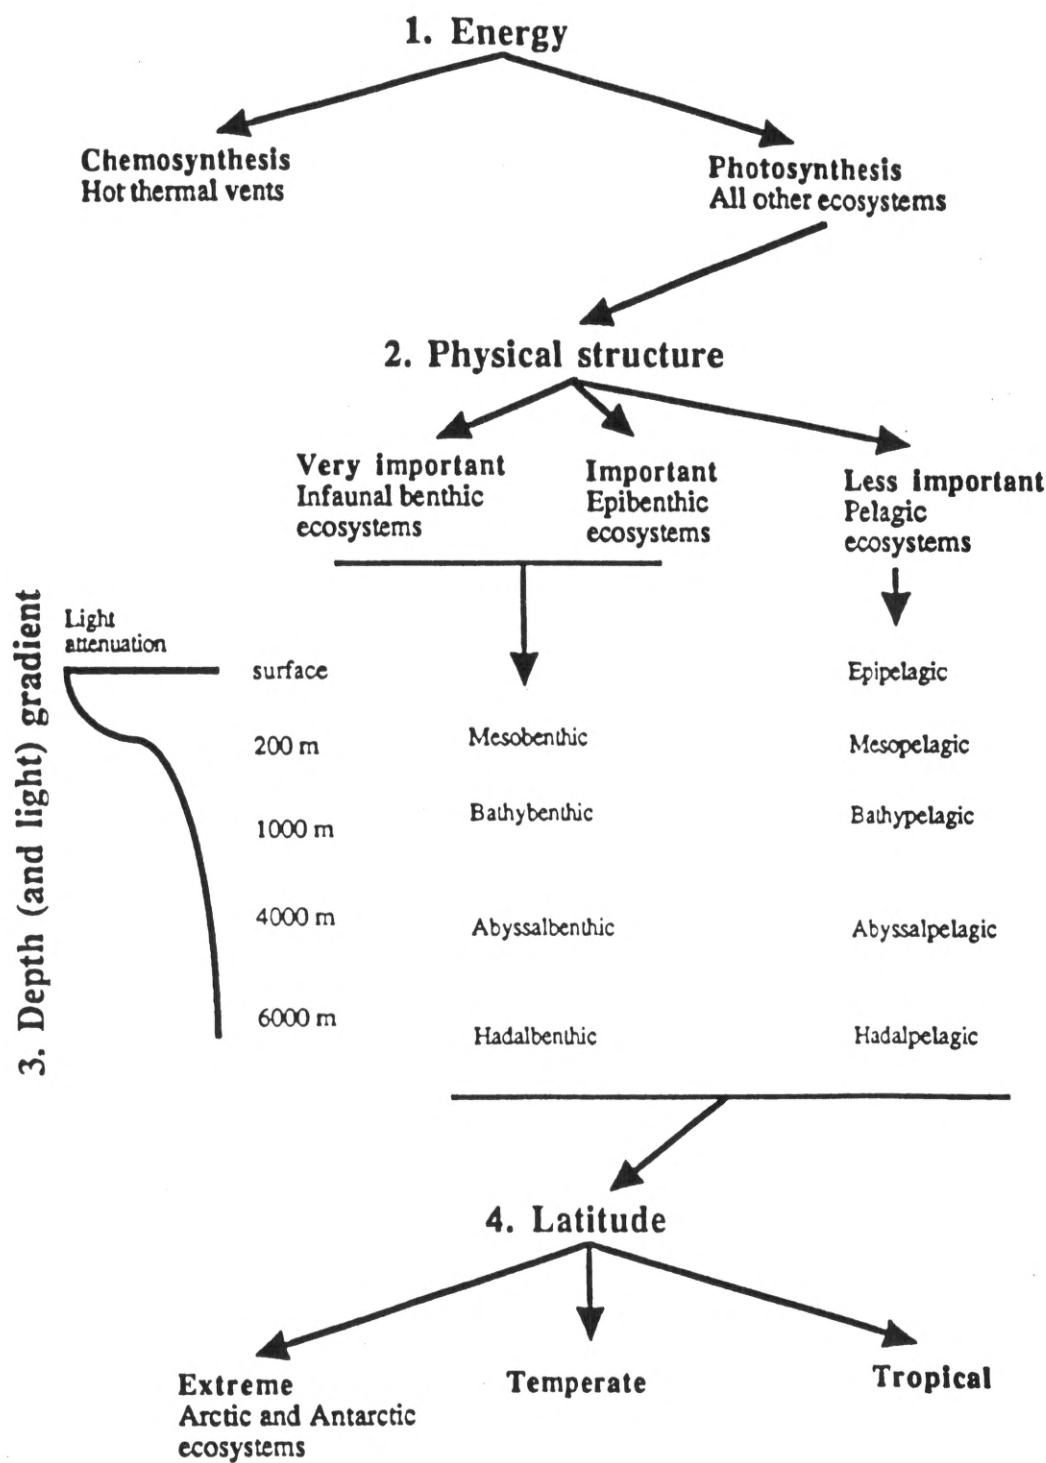 1. Energy
Chemosynthesis
Hot thermal vents
Photosynthesis
All other ecosystems
2. Physical structure
Very important
Infaunal benthic
ecosystems
Important
Epibenthic
ecosystems
Less important
Pelagic
ecosystems
3. Depth (and light) gradient
Light
attenuation
surface
Epipelagic
200 m
Mesobenthic
Mesopelagic
1000 m
Bathybenthic
Bathypelagic
4000 m
Abyssalbenthic
Abyssalpelagic
6000 m
Hadalbenthic
Hadalpelagic
4. Latitude
Extreme
Arctic and Antarctic
ecosystems
Temperate
Tropical